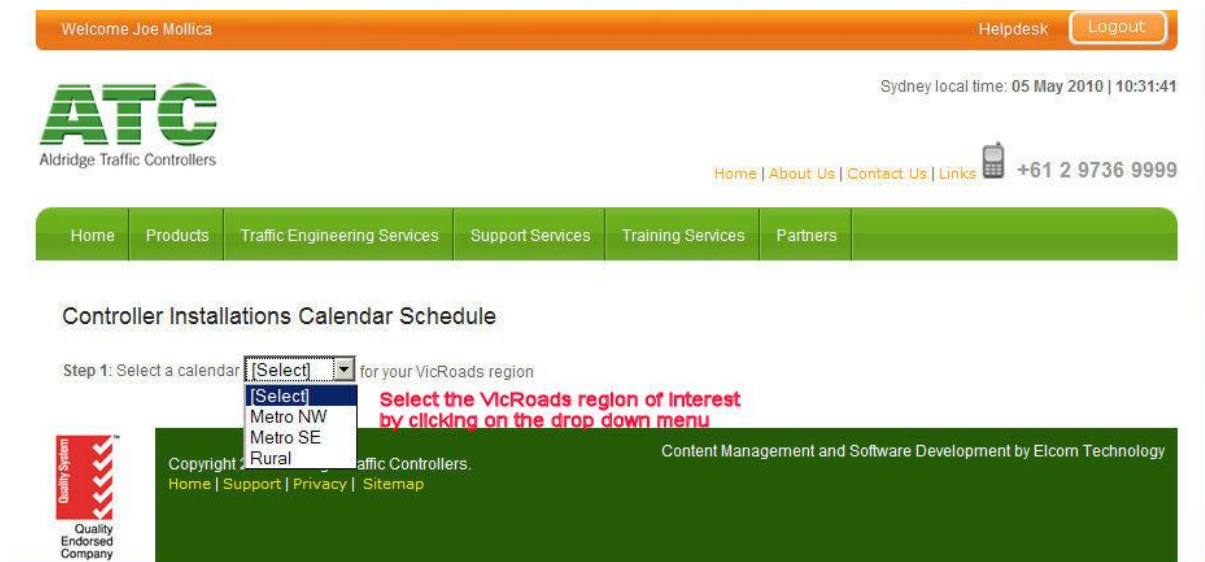 Welcome Joe Mollica
Helpdesk
Logout
ATC
Aldridge Traffic Controllers
Sydney local time: 05 May 2010 | 10:31:41
Home | About Us | Contact Us | Links
+61 2 9736 9999
Home
Products
Traffic Engineering Services
Support Services
Training Services
Partners
Controller Installations Calendar Schedule
Step 1: Select a calendar [Select] for your VicRoads region
[Select]
Metro NW
Metro SE
Rural
Select the VicRoads region of interest
by clicking on the drop down menu
Quality System
TM
Quality
Endorsed
Company
Copyright Traffic Controllers.
Home | Support | Privacy | Sitemap
Content Management and Software Development by Elcom Technology